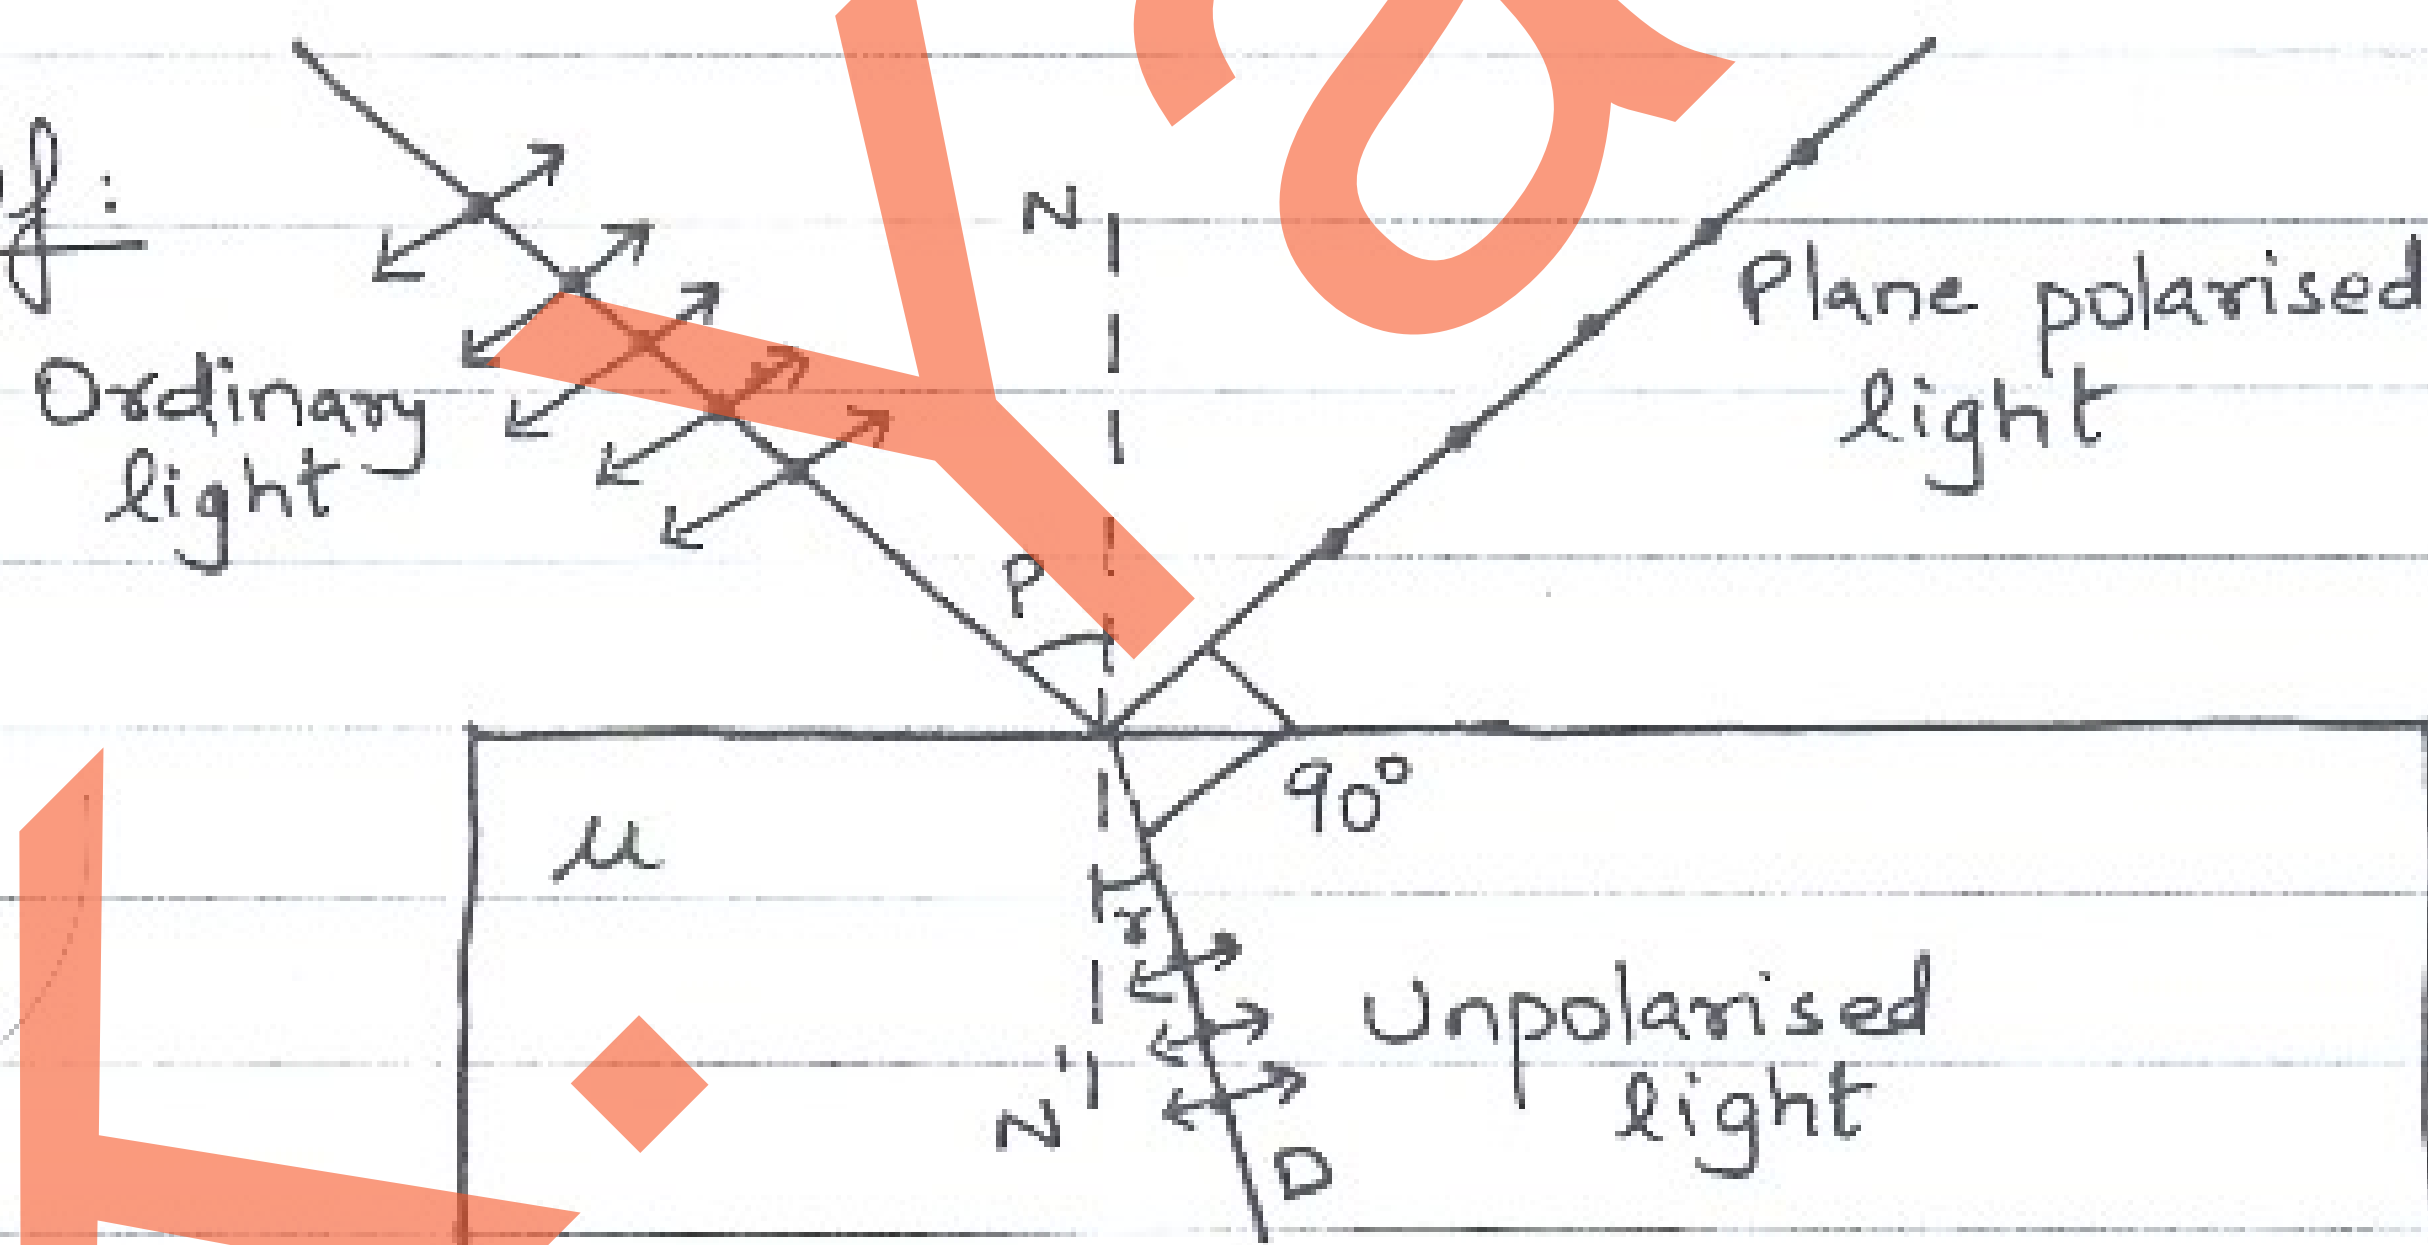 N
Ordinary
light
Plane polarised
light
P
90°
μ
r
Unpolarised
light
N'
D